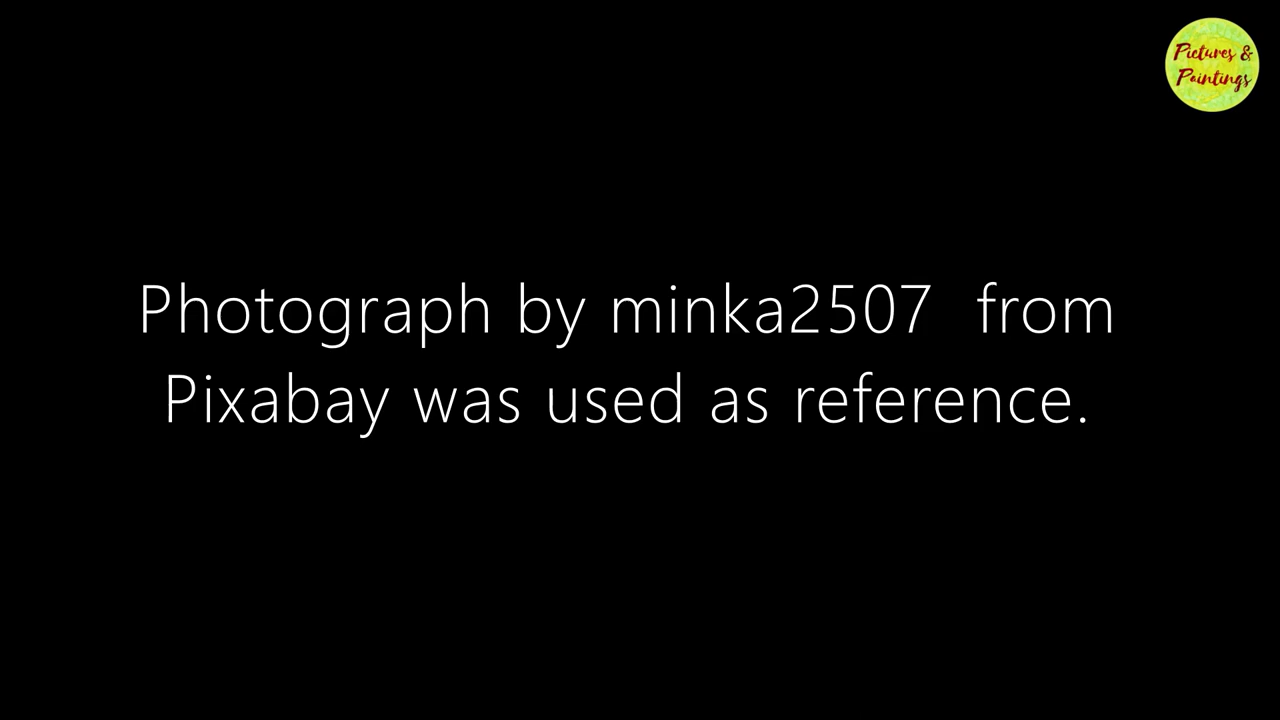 Pictures &
Paintings
Photograph by minka2507  from
Pixabay was used as reference.